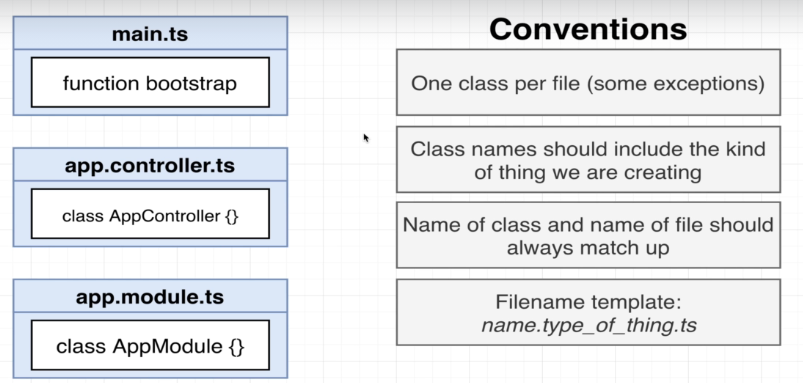 main.ts
function bootstrap
app.controller.ts
class AppController {}
app.module.ts
class AppModule {}
Conventions
One class per file (some exceptions)
Class names should include the kind
of thing we are creating
Name of class and name of file should
always match up
Filename template:
name.type_of_thing.ts